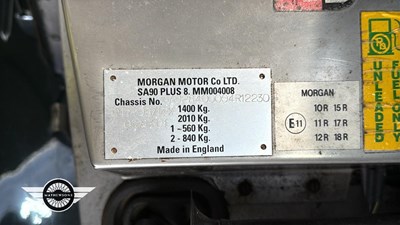 MORGAN MOTOR Co LTD.
SA90 PLUS 8. MM004008
Chassis No.
1400 Kg.
2010 Kg.
1 - 560 Kg.
2 - 840 Kg.
Made in England
MORGAN
10R 15R
E11
11R 17R
12R 18R
UNLEADED
FUEL ONLY